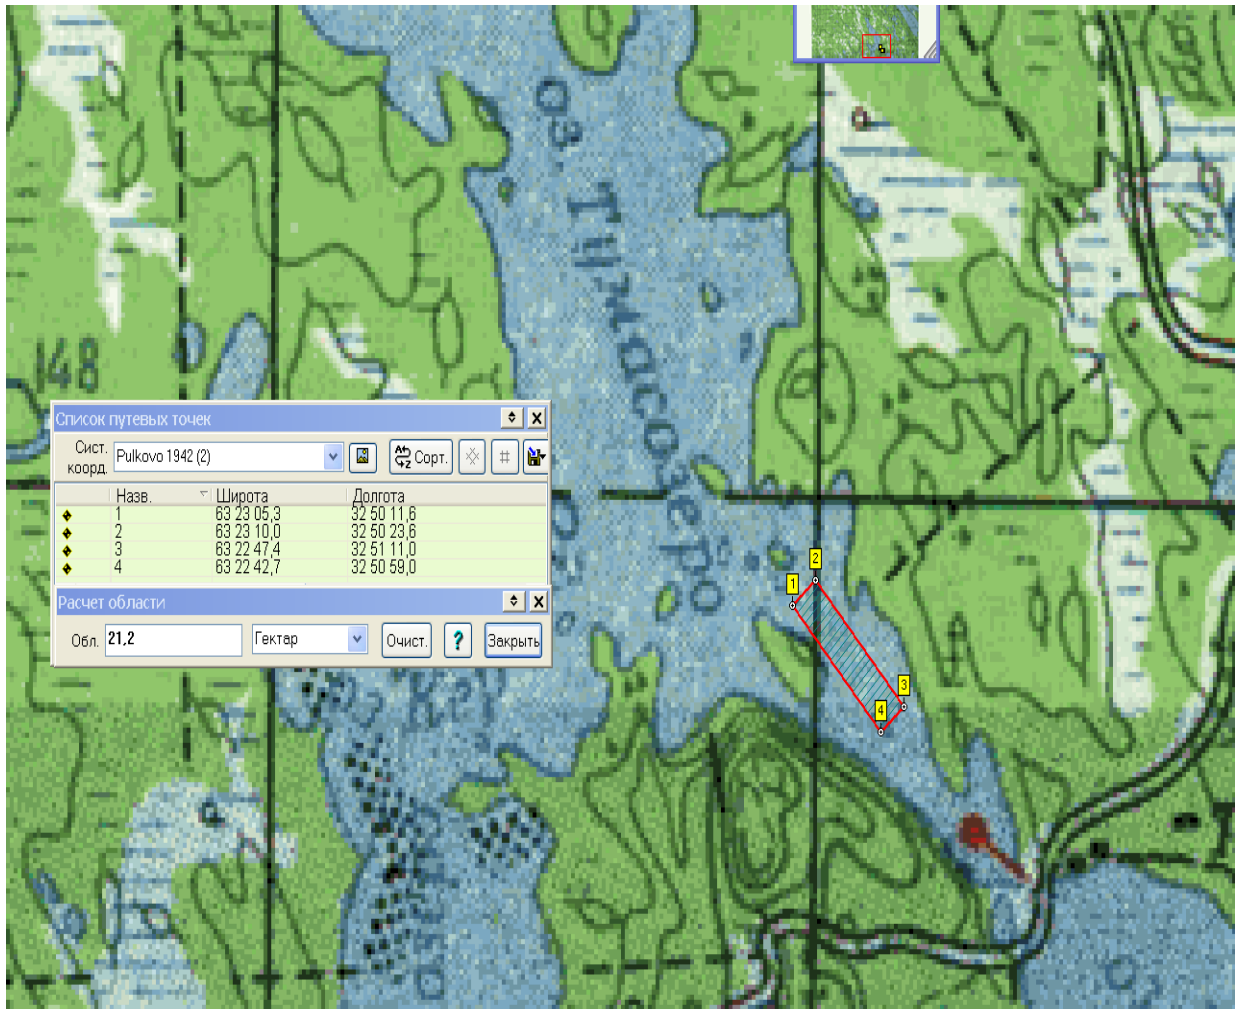 оз. Тумасозеро
148
Список путевых точек
Сист. коорд.
Pulkovo 1942 (2)
Сорт.
Назв. Широта Долгота
1 63 23 05,3 32 50 11,6
2 63 23 10,0 32 50 23,6
3 63 22 47,4 32 51 11,0
4 63 22 42,7 32 50 59,0
Расчет области
Обл. 21,2 Гектар Очист. ? Закрыть
1
2
3
4